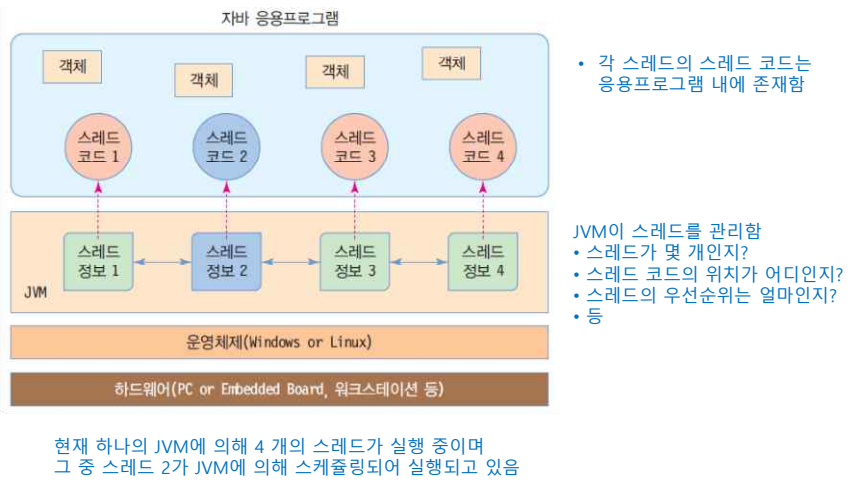 자바 응용프로그램
객체
객체
객체
객체
• 각 스레드의 스레드 코드는
응용프로그램 내에 존재함
스레드
코드 1
스레드
코드 2
스레드
코드 3
스레드
코드 4
스레드
정보 1
스레드
정보 2
스레드
정보 3
스레드
정보 4
JVM
JVM이 스레드를 관리함
• 스레드가 몇 개인지?
• 스레드 코드의 위치가 어디인지?
• 스레드의 우선순위는 얼마인지?
• 등
운영체제(Windows or Linux)
하드웨어(PC or Embedded Board, 워크스테이션 등)
현재 하나의 JVM에 의해 4 개의 스레드가 실행 중이며
그 중 스레드 2가 JVM에 의해 스케쥴링되어 실행되고 있음